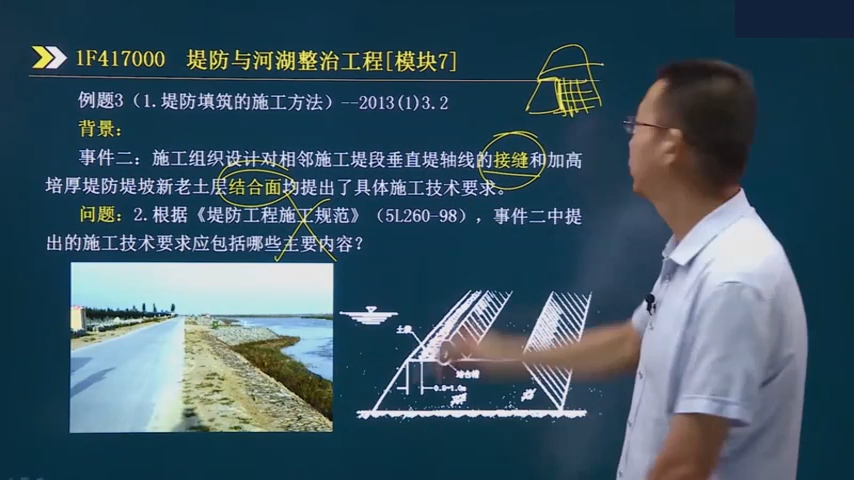 1F417000 堤防与河湖整治工程[模块7]
例题3（1.堤防填筑的施工方法）--2013(1)3.2
背景：
事件二：施工组织设计对相邻施工堤段垂直堤轴线的接缝和加高
培厚堤防堤坡新老土层结合面均提出了具体施工技术要求。
问题：2.根据《堤防工程施工规范》（5L260-98），事件二中提
出的施工技术要求应包括哪些主要内容？
土段
结合槽